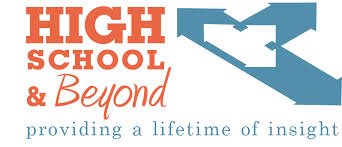 HIGH
SCHOOL
& Beyond
providing a lifetime of insight